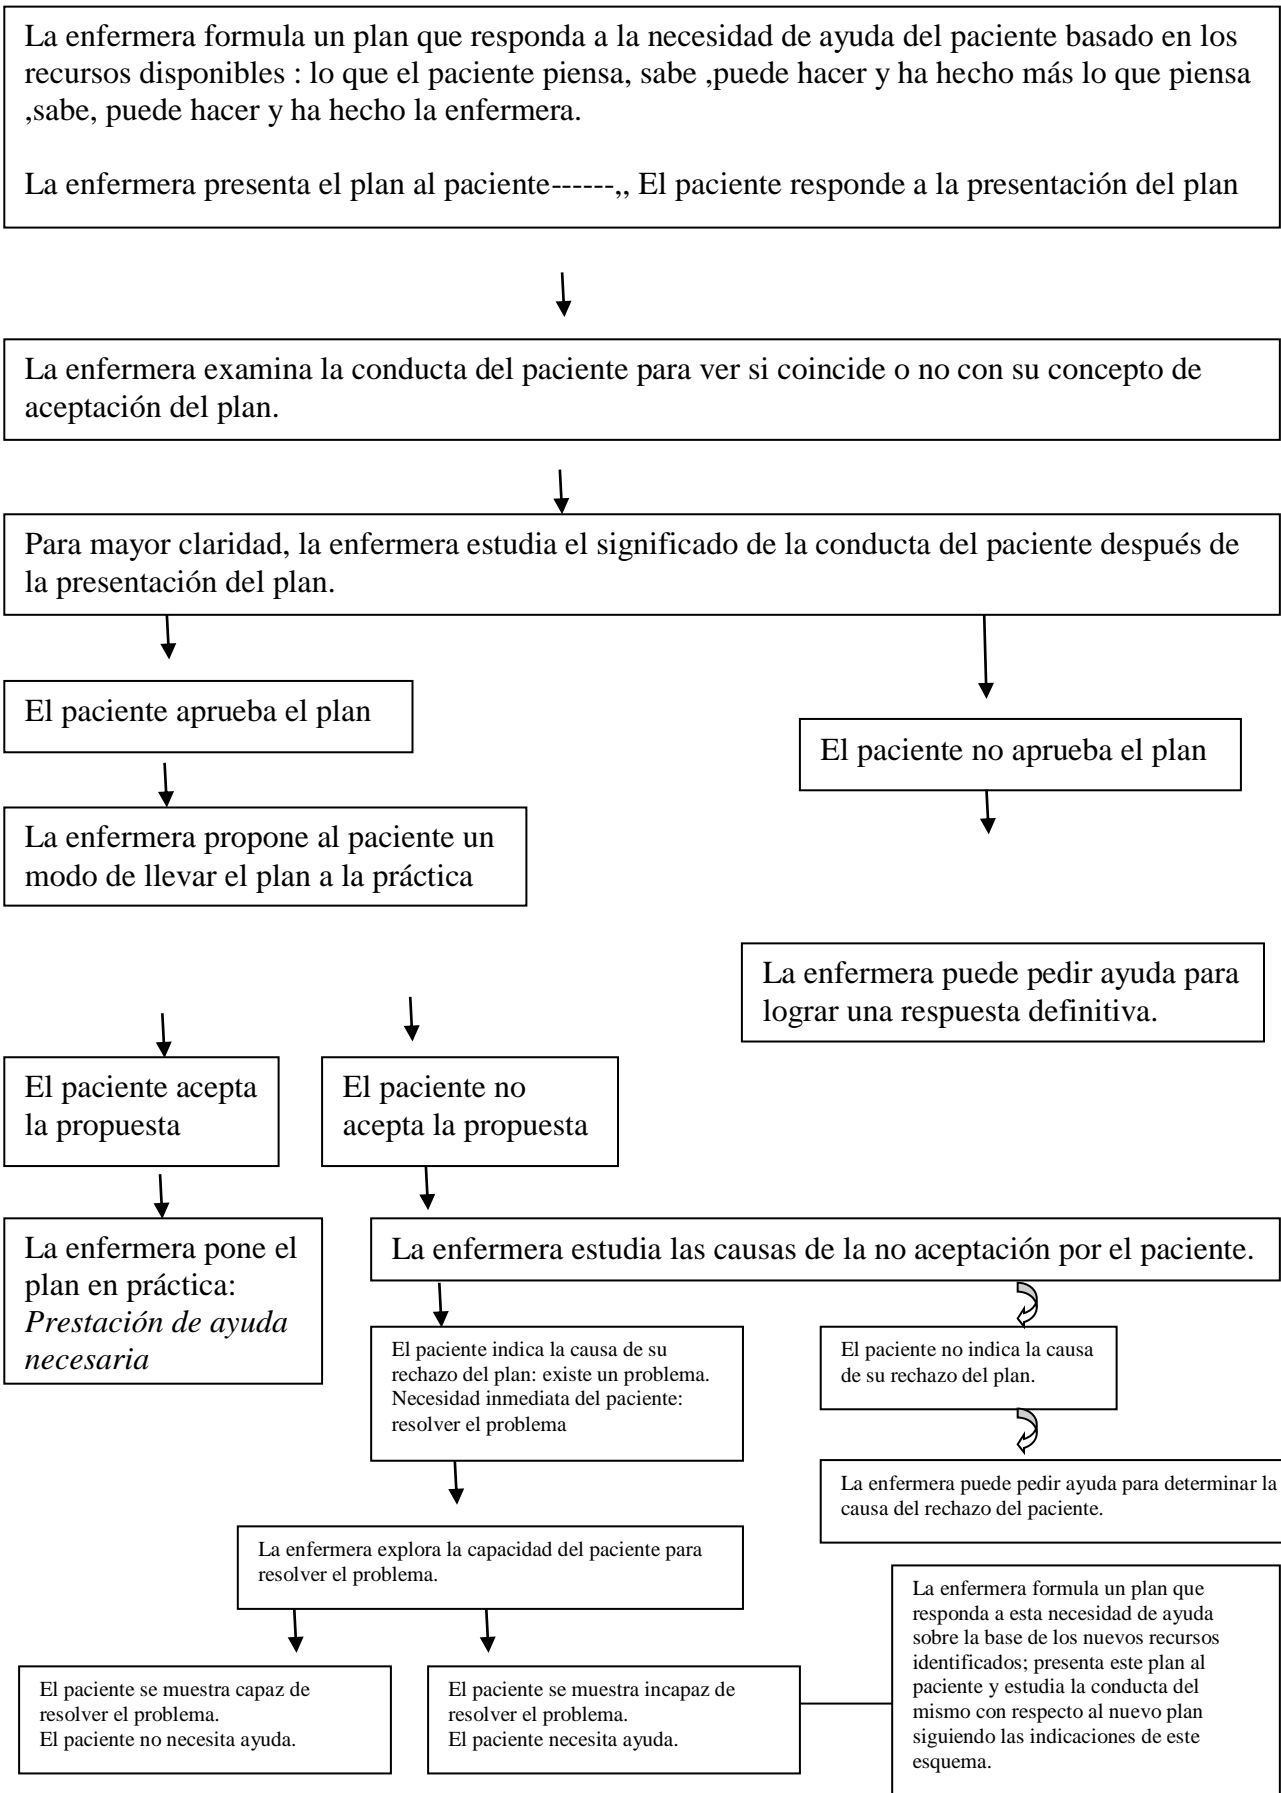 La enfermera formula un plan que responda a la necesidad de ayuda del paciente basado en los
recursos disponibles : lo que el paciente piensa, sabe ,puede hacer y ha hecho más lo que piensa
,sabe, puede hacer y ha hecho la enfermera.
La enfermera presenta el plan al paciente------,, El paciente responde a la presentación del plan
La enfermera examina la conducta del paciente para ver si coincide o no con su concepto de
aceptación del plan.
Para mayor claridad, la enfermera estudia el significado de la conducta del paciente después de
la presentación del plan.
El paciente aprueba el plan
El paciente no aprueba el plan
La enfermera propone al paciente un
modo de llevar el plan a la práctica
La enfermera puede pedir ayuda para
lograr una respuesta definitiva.
El paciente acepta
la propuesta
El paciente no
acepta la propuesta
La enfermera pone el
plan en práctica:
Prestación de ayuda
necesaria
La enfermera estudia las causas de la no aceptación por el paciente.
El paciente indica la causa de su
rechazo del plan: existe un problema.
Necesidad inmediata del paciente:
resolver el problema
El paciente no indica la causa
de su rechazo del plan.
La enfermera puede pedir ayuda para determinar la
causa del rechazo del paciente.
La enfermera explora la capacidad del paciente para
resolver el problema.
El paciente se muestra capaz de
resolver el problema.
El paciente no necesita ayuda.
El paciente se muestra incapaz de
resolver el problema.
El paciente necesita ayuda.
La enfermera formula un plan que
responda a esta necesidad de ayuda
sobre la base de los nuevos recursos
identificados; presenta este plan al
paciente y estudia la conducta del
mismo con respecto al nuevo plan
siguiendo las indicaciones de este
esquema.